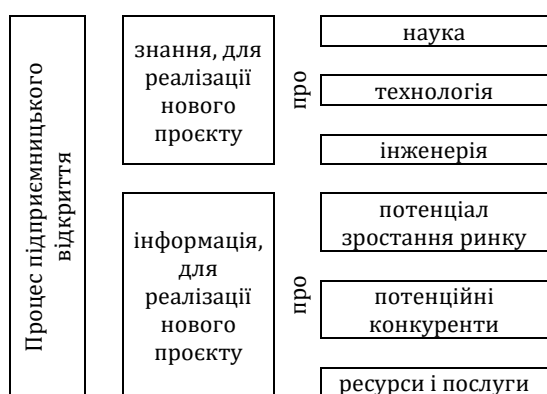 Процес підприємницького
відкриття
знання, для
реалізації
нового
проєкту
про
наука
технологія
інженерія
інформація,
для
реалізації
нового
проєкту
про
потенціал
зростання ринку
потенційні
конкуренти
ресурси і послуги